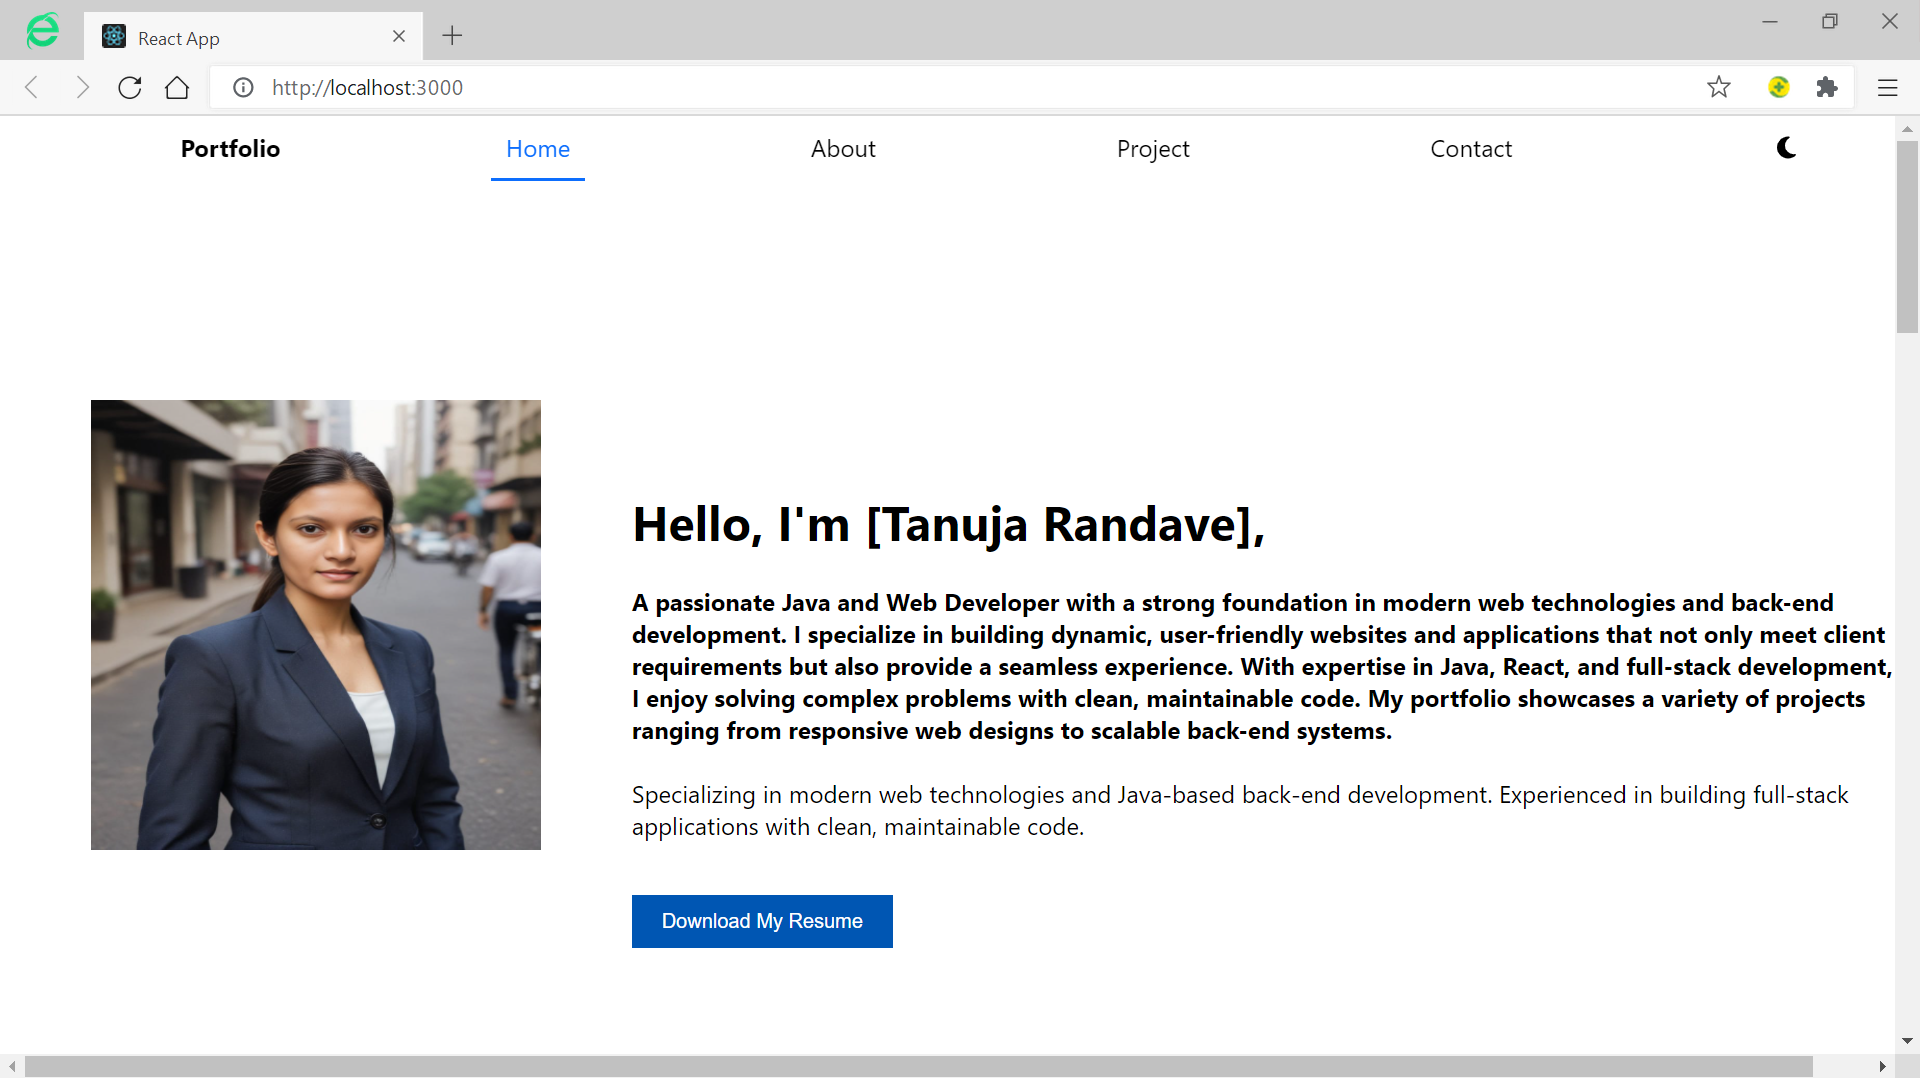 React App
http://localhost:3000
Portfolio
Home
About
Project
Contact
Hello, I'm [Tanuja Randave],
A passionate Java and Web Developer with a strong foundation in modern web technologies and back-end
development. I specialize in building dynamic, user-friendly websites and applications that not only meet client
requirements but also provide a seamless experience. With expertise in Java, React, and full-stack development,
I enjoy solving complex problems with clean, maintainable code. My portfolio showcases a variety of projects
ranging from responsive web designs to scalable back-end systems.
Specializing in modern web technologies and Java-based back-end development. Experienced in building full-stack
applications with clean, maintainable code.
Download My Resume